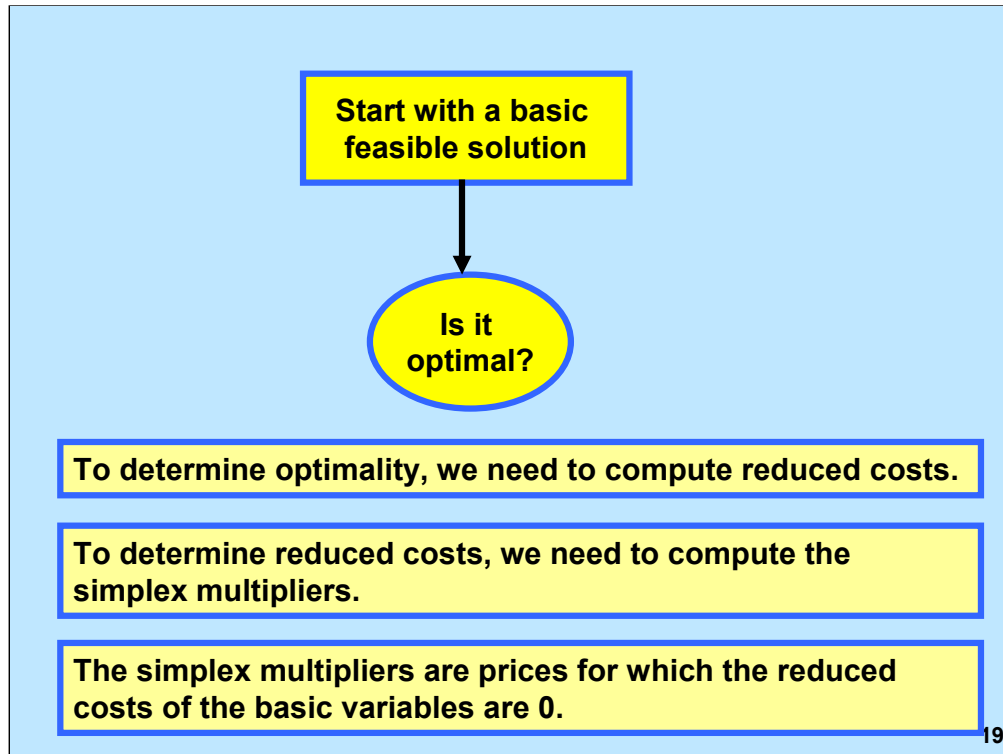 Start with a basic
feasible solution
Is it
optimal?
To determine optimality, we need to compute reduced costs.
To determine reduced costs, we need to compute the
simplex multipliers.
The simplex multipliers are prices for which the reduced
costs of the basic variables are 0.
19